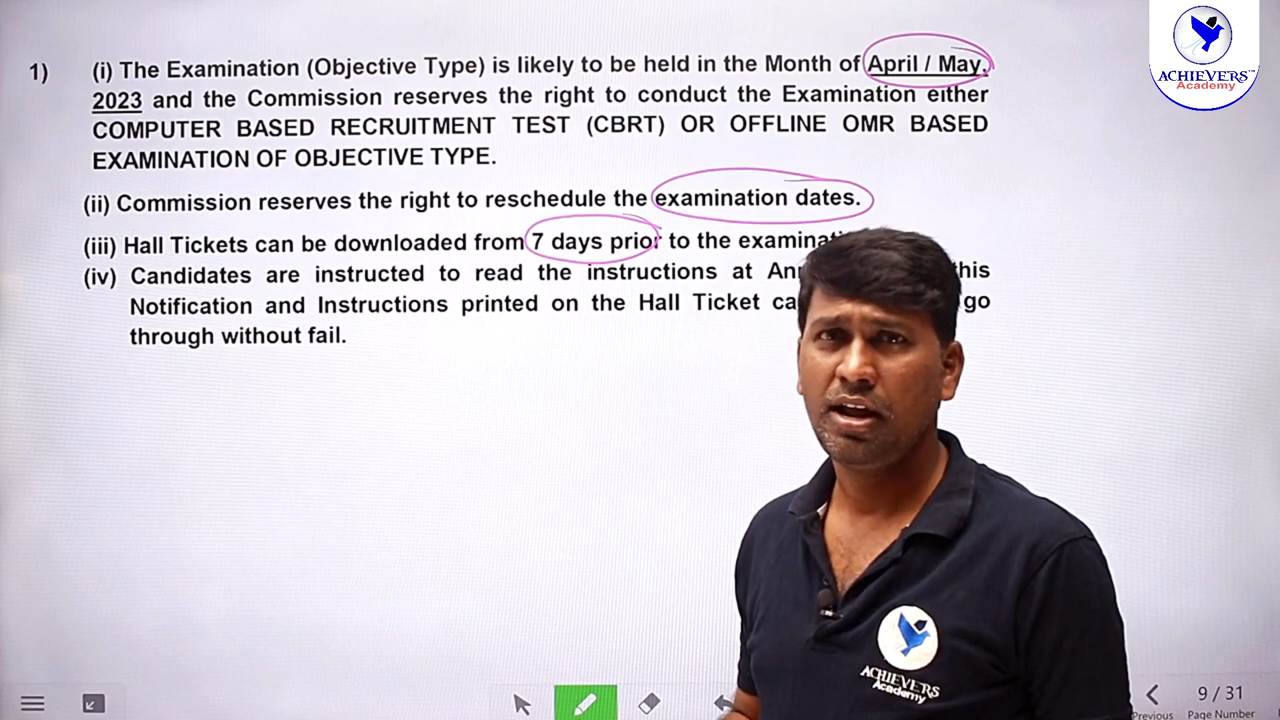 1) (i) The Examination (Objective Type) is likely to be held in the Month of April / May,
2023 and the Commission reserves the right to conduct the Examination either
COMPUTER BASED RECRUITMENT TEST (CBRT) OR OFFLINE OMR BASED
EXAMINATION OF OBJECTIVE TYPE.
(ii) Commission reserves the right to reschedule the examination dates.
(iii) Hall Tickets can be downloaded from 7 days prior to the
(iv) Candidates are instructed to read the instructions at this
Notification and Instructions printed on the Hall Ticket go
through without fail.
ACHIEVERS™
Academy
ACHIEVERS
Academy
9 / 31
Previous Page Number